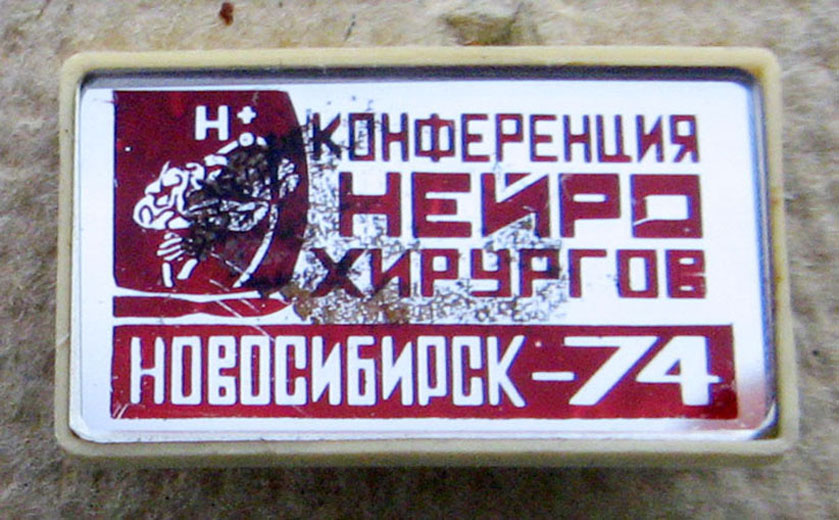 Н+
КОНФЕРЕНЦИЯ
НЕЙРО
ХИРУРГОВ
НОВОСИБИРСК-74